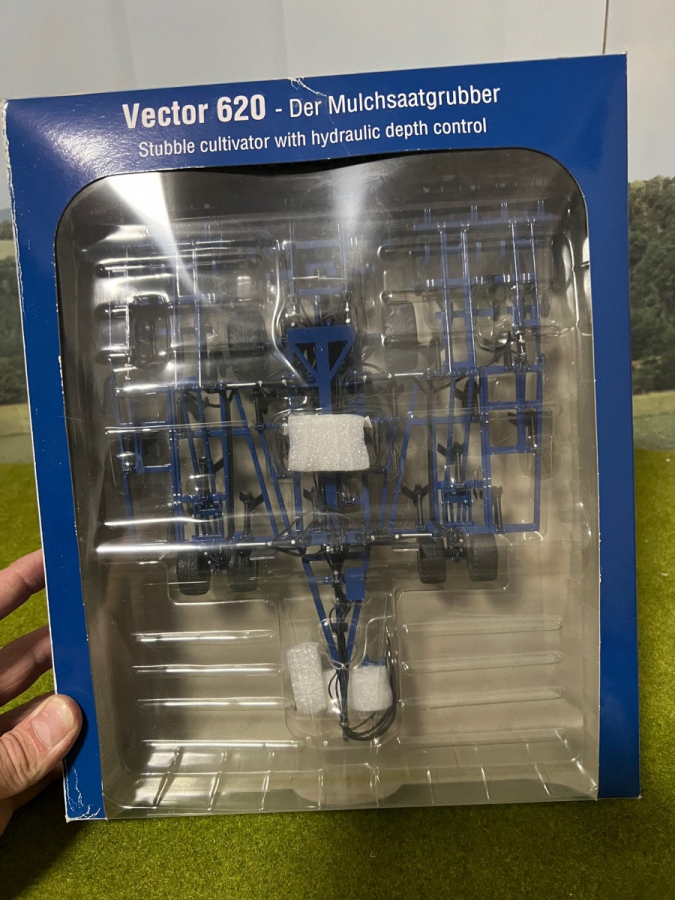 Vector 620 - Der Mulchsaatgrubber
Stubble cultivator with hydraulic depth control